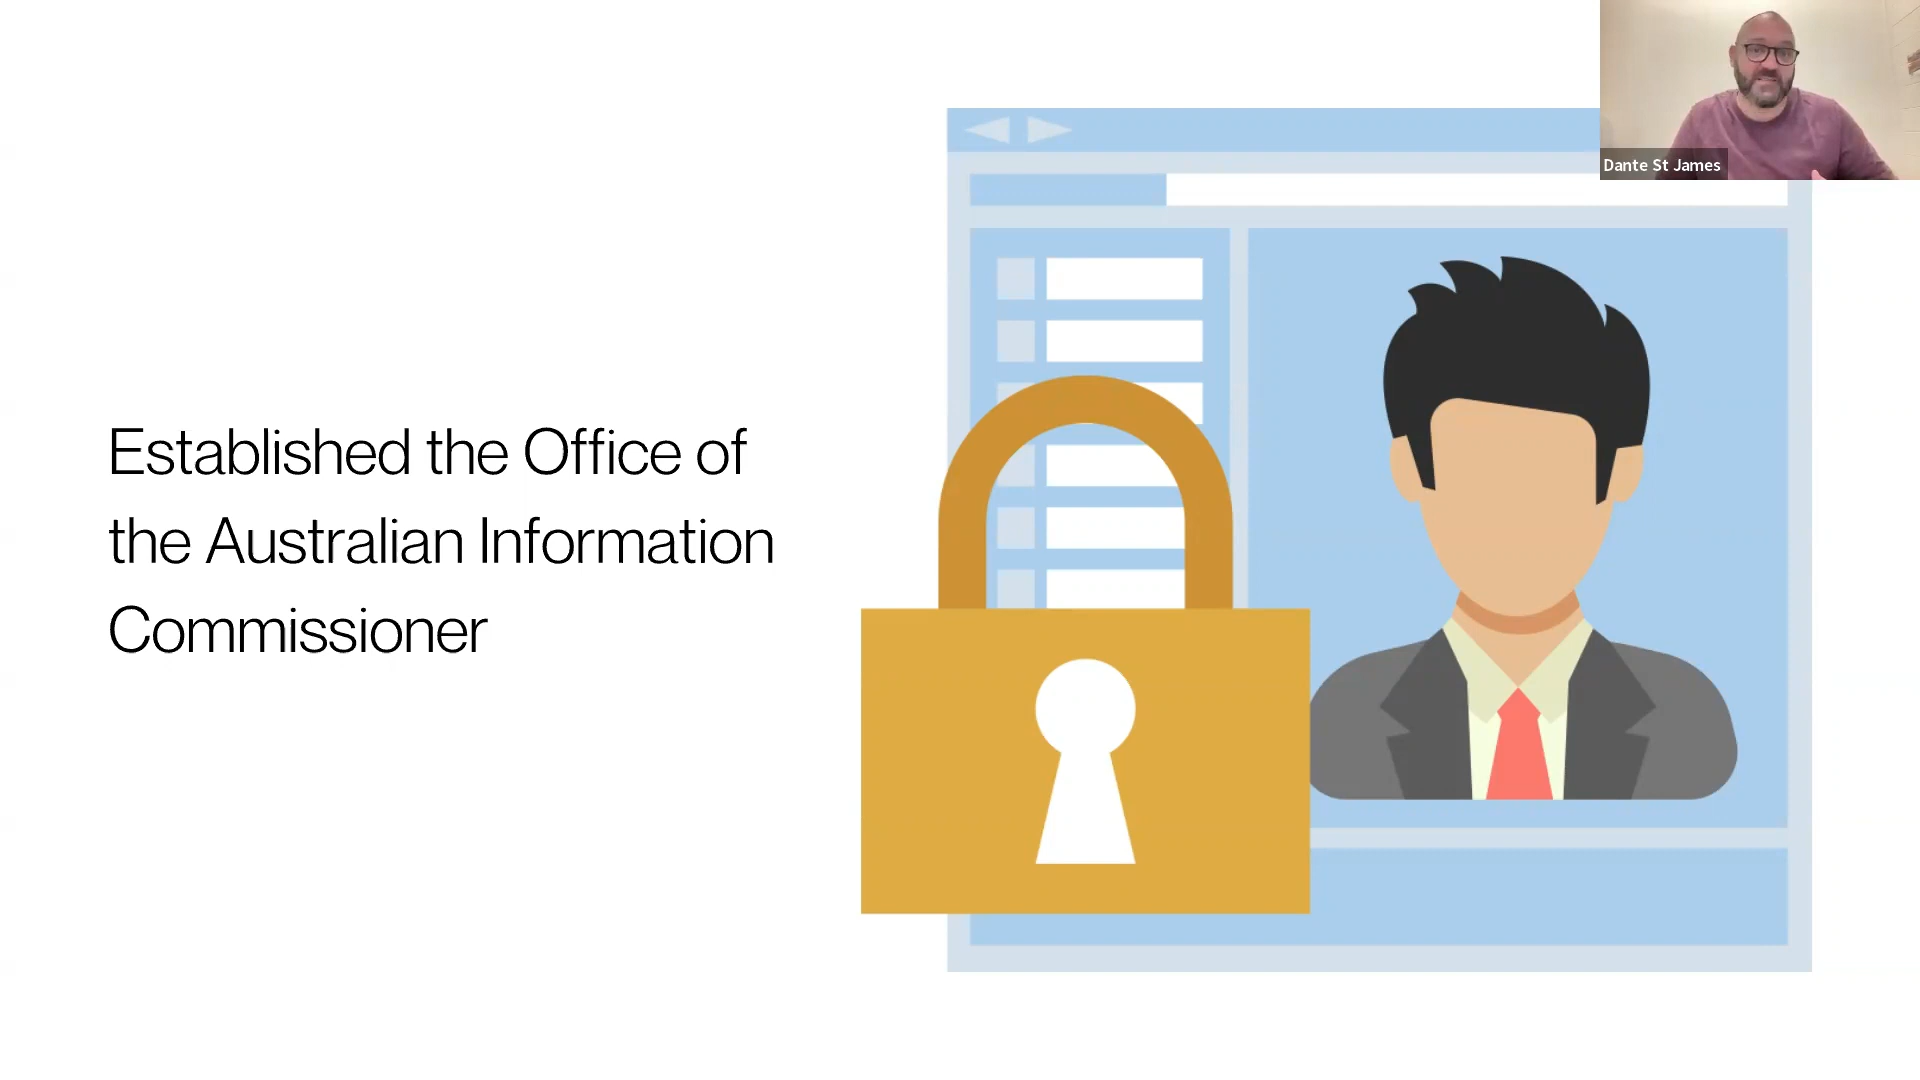 Established the Office of
the Australian Information
Commissioner
Dante St James